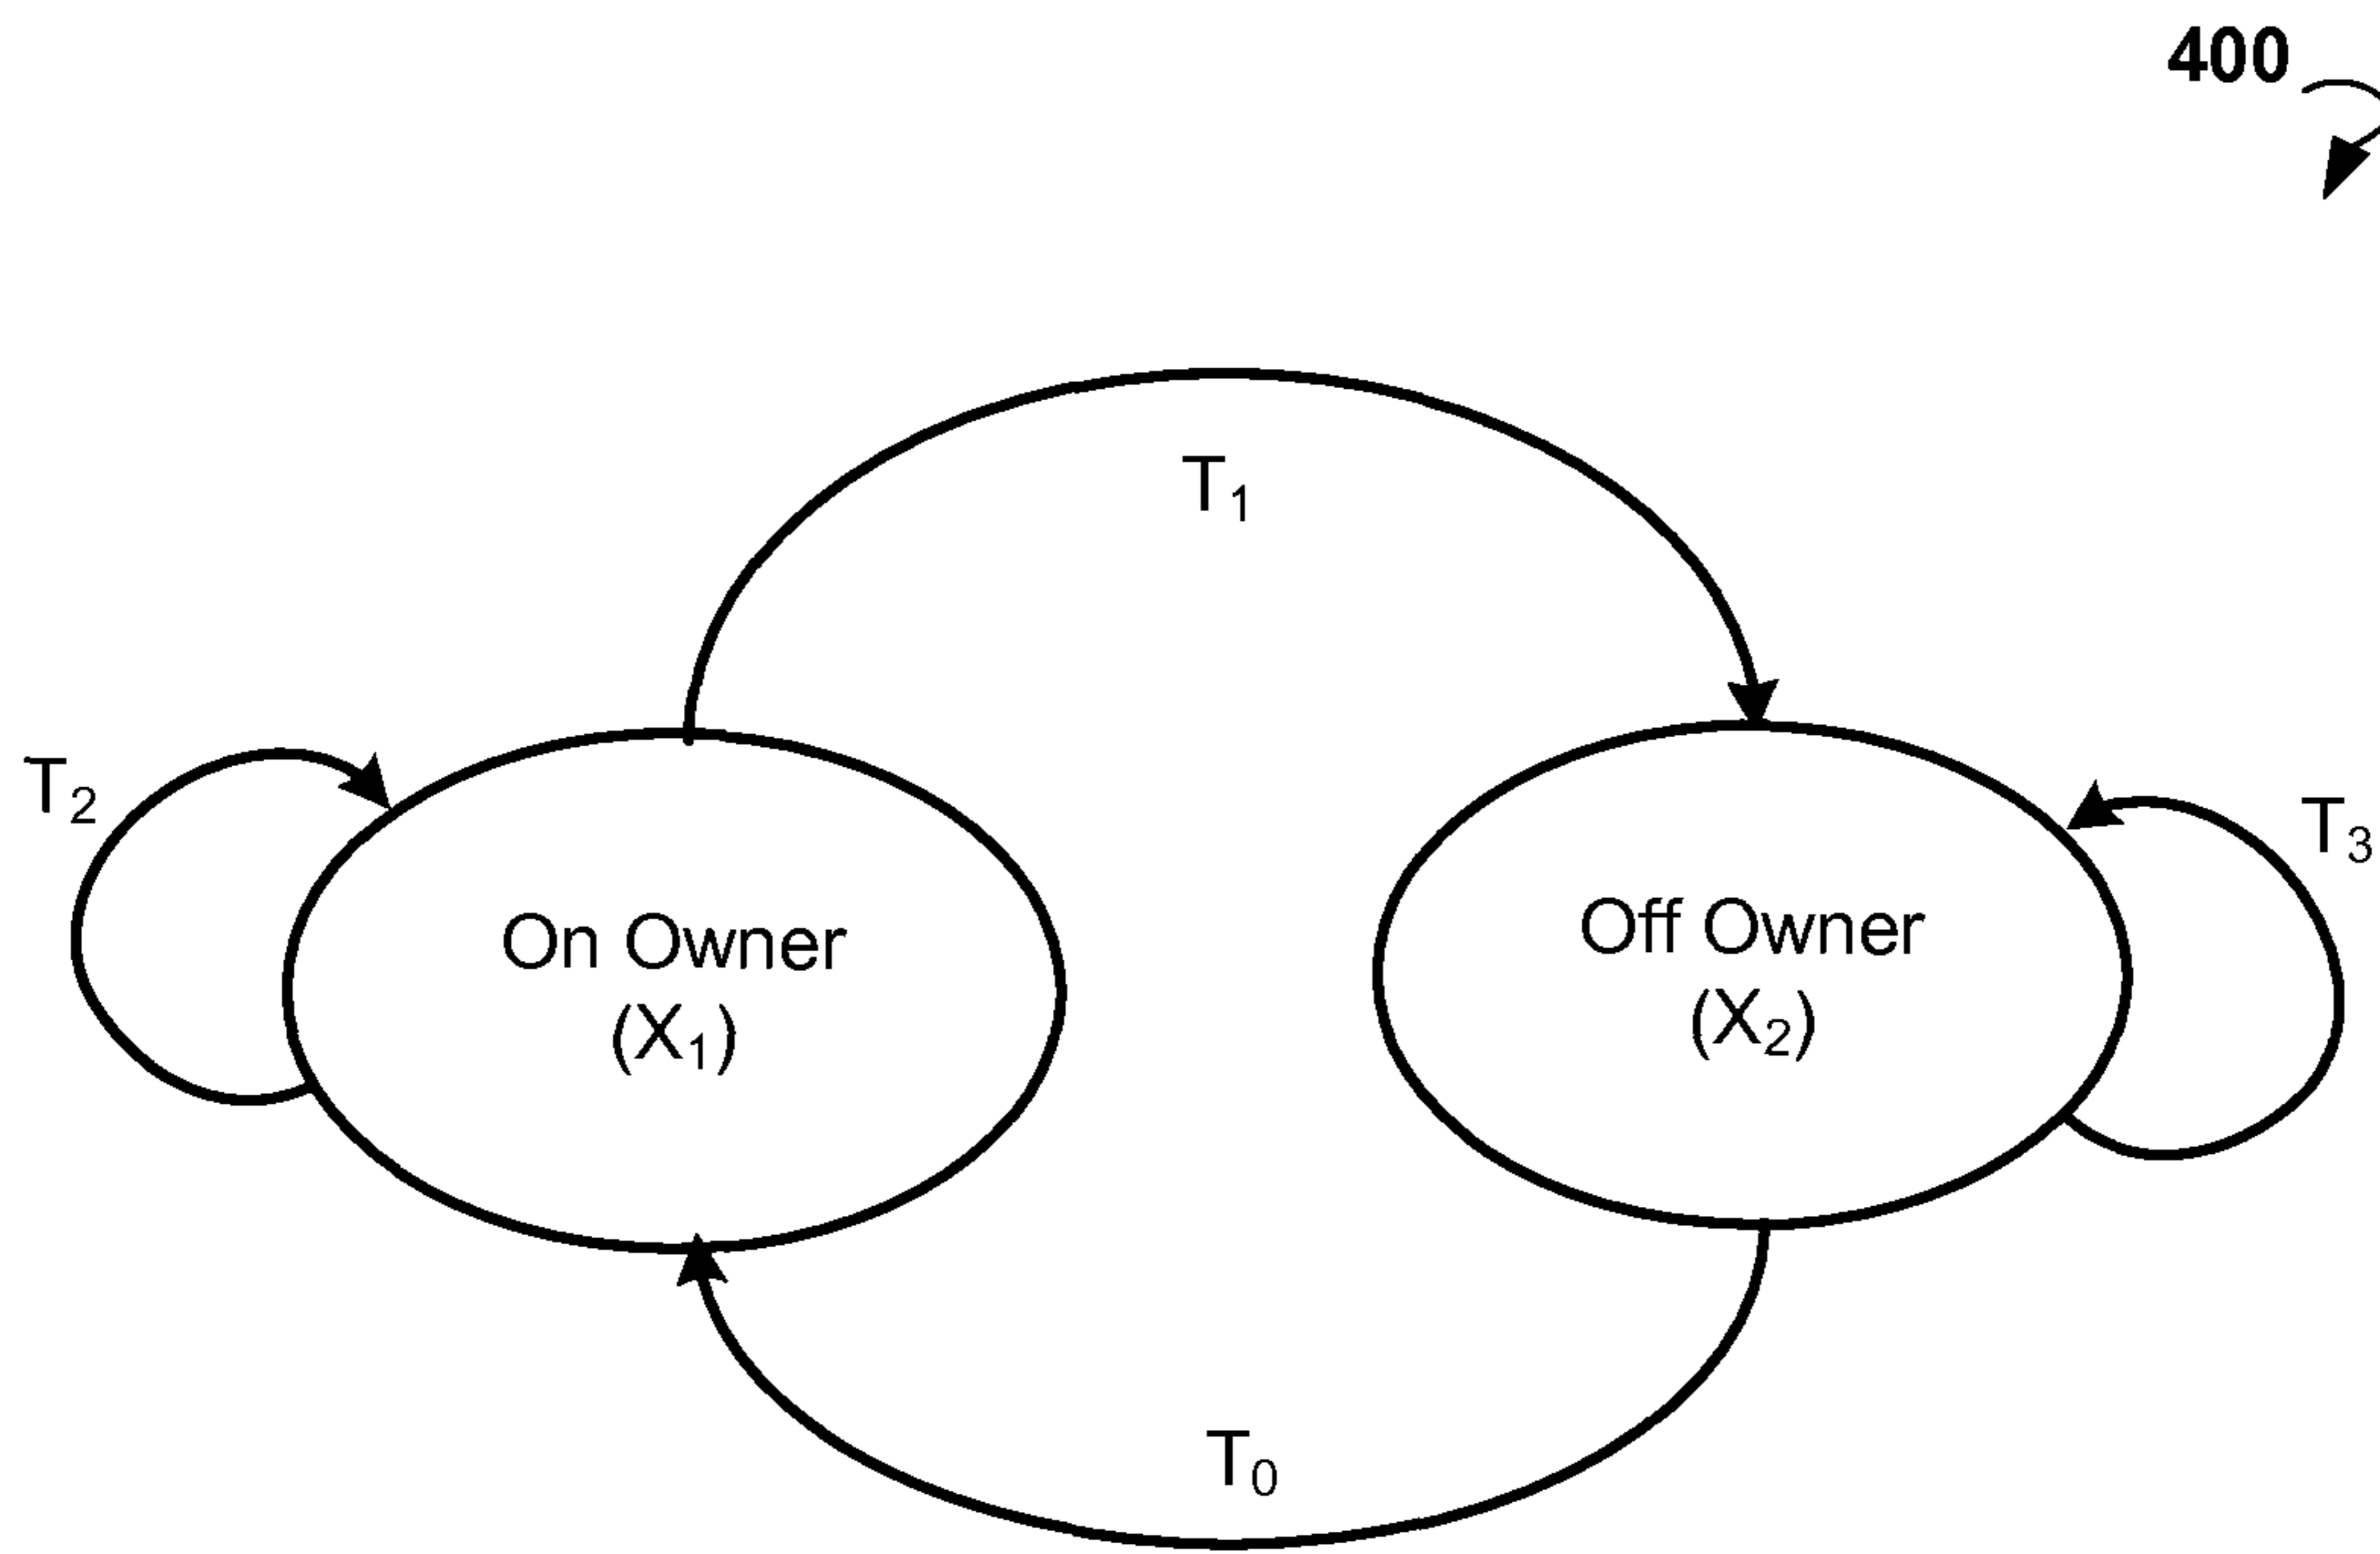 400
T₁
T₂
T₃
On Owner
(X₁)
Off Owner
(X₂)
T₀